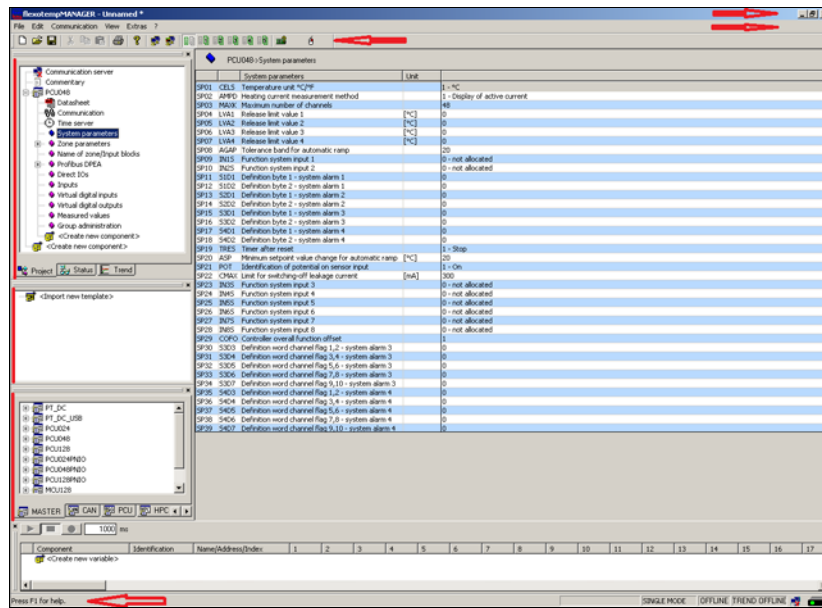 flexotempMANAGER - Unnamed *
File Edit Communication View Extras ?
PCU048>System parameters
Communication server
Commentary
PCU048
Datasheet
Communication
Time server
System parameters
Zone parameters
Name of zone/Input blocks
Profibus DPEA
Direct IOs
Inputs
Virtual digital inputs
Virtual digital outputs
Measured values
Group administration
<Create new component>
<Create new component>
Project Status Trend
<Import new template>
PT_DC
PT_DC_USB
PCU024
PCU048
PCU128
PCU024PNIO
PCU048PNIO
PCU128PNIO
MCU128
MASTER CAN PCU HPC
System parameters Unit
SP01 CELS Temperature unit °C/°F 1 - °C
SP02 AMPD Heating current measurement method 1 - Display of active current
SP03 MAXK Maximum number of channels 48
SP04 LVA1 Release limit value 1 [°C] 0
SP05 LVA2 Release limit value 2 [°C] 0
SP06 LVA3 Release limit value 3 [°C] 0
SP07 LVA4 Release limit value 4 [°C] 0
SP08 AGAP Tolerance band for automatic ramp 20
SP09 IN1S Function system input 1 0 - not allocated
SP10 IN2S Function system input 2 0 - not allocated
SP11 S1D1 Definition byte 1 - system alarm 1 0
SP12 S1D2 Definition byte 2 - system alarm 1 0
SP13 S2D1 Definition byte 1 - system alarm 2 0
SP14 S2D2 Definition byte 2 - system alarm 2 0
SP15 S3D1 Definition byte 1 - system alarm 3 0
SP16 S3D2 Definition byte 2 - system alarm 3 0
SP17 S4D1 Definition byte 1 - system alarm 4 0
SP18 S4D2 Definition byte 2 - system alarm 4 0
SP19 TRES Timer after reset 1 - Stop
SP20 ASP Minimum setpoint value change for automatic ramp [°C] 20
SP21 POT Identification of potential on sensor input 1 - On
SP22 CMAX Limit for switching-off leakage current [mA] 300
SP23 IN3S Function system input 3 0 - not allocated
SP24 IN4S Function system input 4 0 - not allocated
SP25 IN5S Function system input 5 0 - not allocated
SP26 IN6S Function system input 6 0 - not allocated
SP27 IN7S Function system input 7 0 - not allocated
SP28 IN8S Function system input 8 0 - not allocated
SP29 COFO Controller overall function offset 1
SP30 S3D3 Definition word channel flag 1,2 - system alarm 3 0
SP31 S3D4 Definition word channel flag 3,4 - system alarm 3 0
SP32 S3D5 Definition word channel flag 5,6 - system alarm 3 0
SP33 S3D6 Definition word channel flag 7,8 - system alarm 3 0
SP34 S3D7 Definition word channel flag 9,10 - system alarm 3 0
SP35 S4D3 Definition word channel flag 1,2 - system alarm 4 0
SP36 S4D4 Definition word channel flag 3,4 - system alarm 4 0
SP37 S4D5 Definition word channel flag 5,6 - system alarm 4 0
SP38 S4D6 Definition word channel flag 7,8 - system alarm 4 0
SP39 S4D7 Definition word channel flag 9,10 - system alarm 4 0
1000 ms
Component Identification Name/Address/Index 1 2 3 4 5 6 7 8 9 10 11 12 13 14 15 16 17
<Create new variable>
Press F1 for help. SINGLE MODE OFFLINE TREND OFFLINE